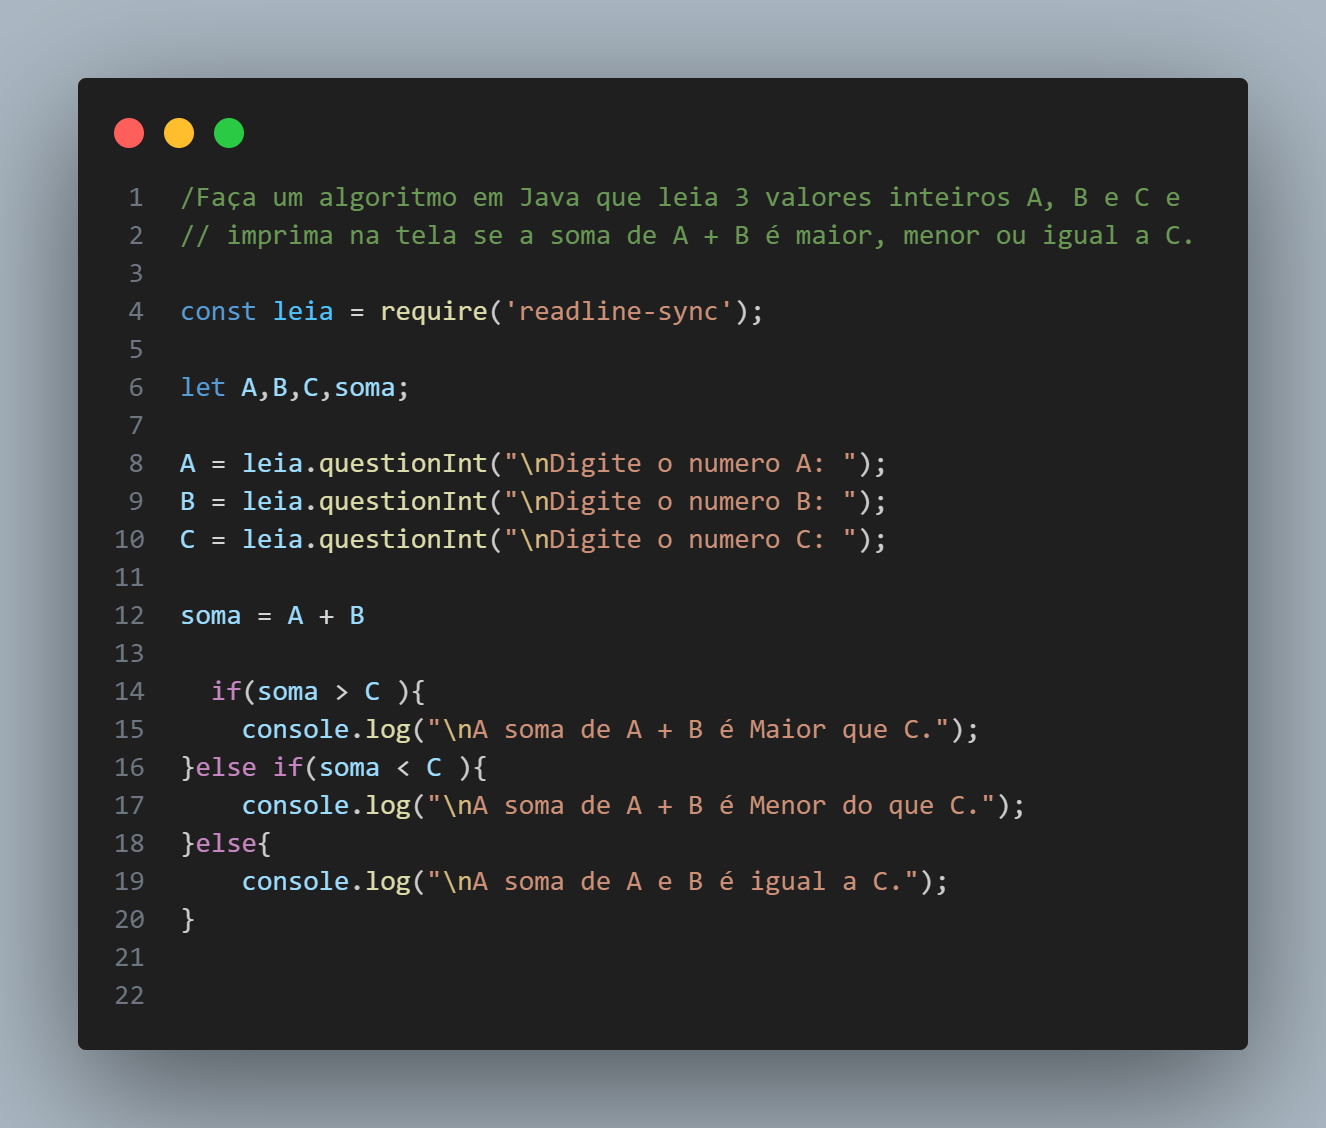 1 /Faça um algoritmo em Java que leia 3 valores inteiros A, B e C e
2 // imprima na tela se a soma de A + B é maior, menor ou igual a C.
3
4 const leia = require('readline-sync');
5
6 let A,B,C,soma;
7
8 A = leia.questionInt("\nDigite o numero A: ");
9 B = leia.questionInt("\nDigite o numero B: ");
10 C = leia.questionInt("\nDigite o numero C: ");
11
12 soma = A + B
13
14   if(soma > C ){
15     console.log("\nA soma de A + B é Maior que C.");
16 }else if(soma < C ){
17     console.log("\nA soma de A + B é Menor do que C.");
18 }else{
19     console.log("\nA soma de A e B é igual a C.");
20 }
21
22